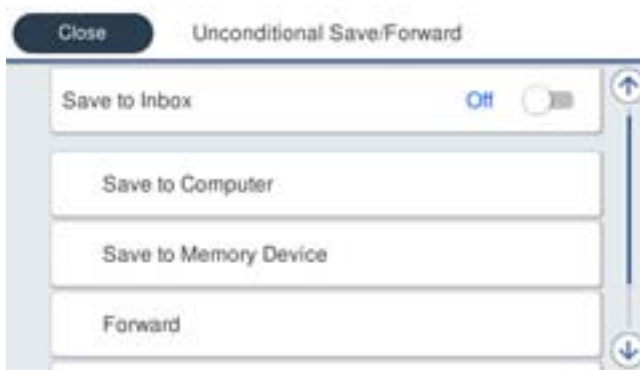 Close Unconditional Save/Forward
Save to Inbox Off
Save to Computer
Save to Memory Device
Forward